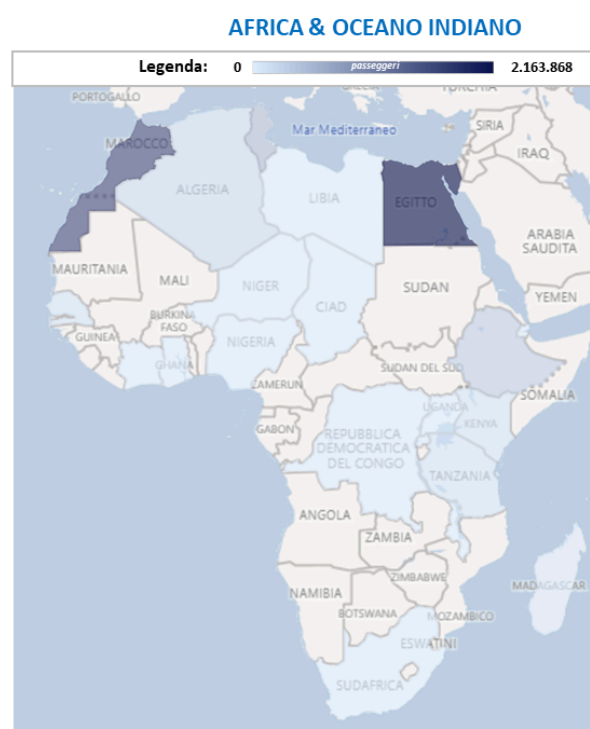 AFRICA & OCEANO INDIANO
Legenda: 0 passeggeri 2.163.868
PORTOGALLO
TURCHIA
MAROCCO
Mar Mediterraneo
SIRIA
IRAQ
ALGERIA
LIBIA
EGITTO
ARABIA
SAUDITA
MAURITANIA
MALI
NIGER
CIAD
SUDAN
YEMEN
BURKINA
FASO
GUINEA
NIGERIA
GHANA
SUDAN DEL SUD
SOMALIA
CAMERUN
UGANDA
KENYA
GABON
REPUBBLICA
DEMOCRATICA
DEL CONGO
TANZANIA
ANGOLA
ZAMBIA
ZIMBABWE
MADAGASCAR
NAMIBIA
BOTSWANA
MOZAMBICO
ESWATINI
SUDAFRICA